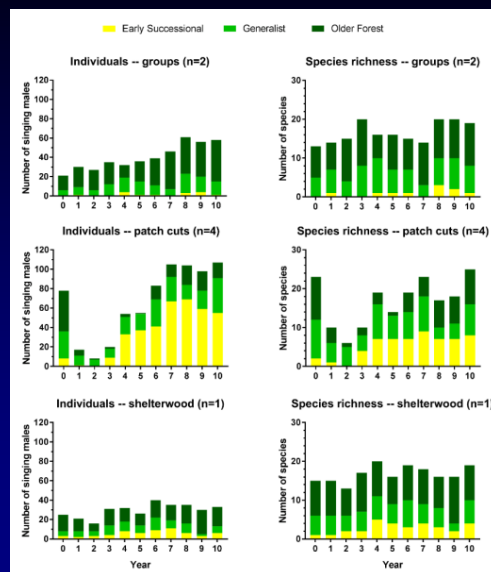 Early Successional Generalist Older Forest
Individuals -- groups (n=2)
Number of singing males
120
100
80
60
40
20
0
0 1 2 3 4 5 6 7 8 9 10
Species richness -- groups (n=2)
Number of species
30
20
10
0
0 1 2 3 4 5 6 7 8 9 10
Individuals -- patch cuts (n=4)
Number of singing males
120
100
80
60
40
20
0
0 1 2 3 4 5 6 7 8 9 10
Species richness -- patch cuts (n=4)
Number of species
30
20
10
0
0 1 2 3 4 5 6 7 8 9 10
Individuals -- shelterwood (n=1)
Number of singing males
120
100
80
60
40
20
0
0 1 2 3 4 5 6 7 8 9 10
Year
Species richness -- shelterwood (n=1)
Number of species
30
20
10
0
0 1 2 3 4 5 6 7 8 9 10
Year